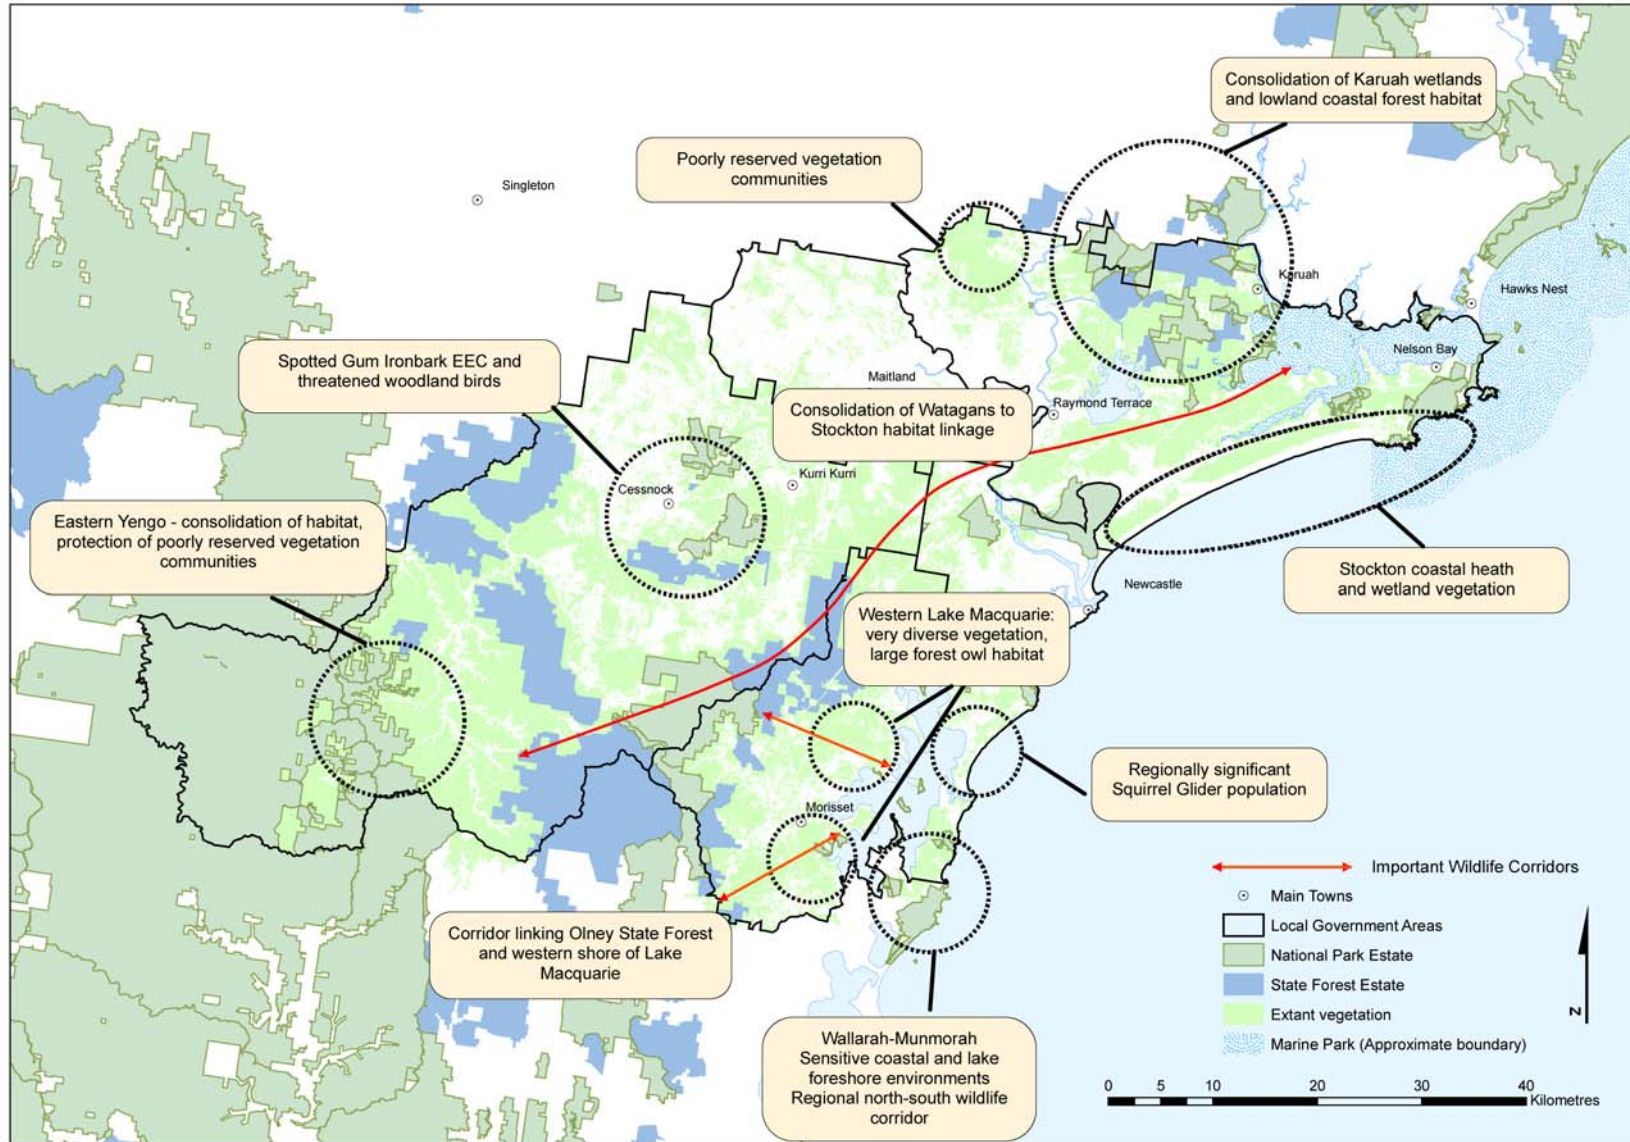 Consolidation of Karuah wetlands
and lowland coastal forest habitat
Poorly reserved vegetation
communities
Singleton
Karuah
Hawks Nest
Nelson Bay
Spotted Gum Ironbark EEC and
threatened woodland birds
Maitland
Consolidation of Watagans to
Stockton habitat linkage
Raymond Terrace
Kurri Kurri
Cessnock
Eastern Yengo - consolidation of habitat,
protection of poorly reserved vegetation
communities
Stockton coastal heath
and wetland vegetation
Newcastle
Western Lake Macquarie:
very diverse vegetation,
large forest owl habitat
Regionally significant
Squirrel Glider population
Morisset
Corridor linking Olney State Forest
and western shore of Lake
Macquarie
Wallarah-Munmorah
Sensitive coastal and lake
foreshore environments
Regional north-south wildlife
corridor
Important Wildlife Corridors
Main Towns
Local Government Areas
National Park Estate
State Forest Estate
Extant vegetation
Marine Park (Approximate boundary)
N
0 5 10 20 30 40
Kilometres